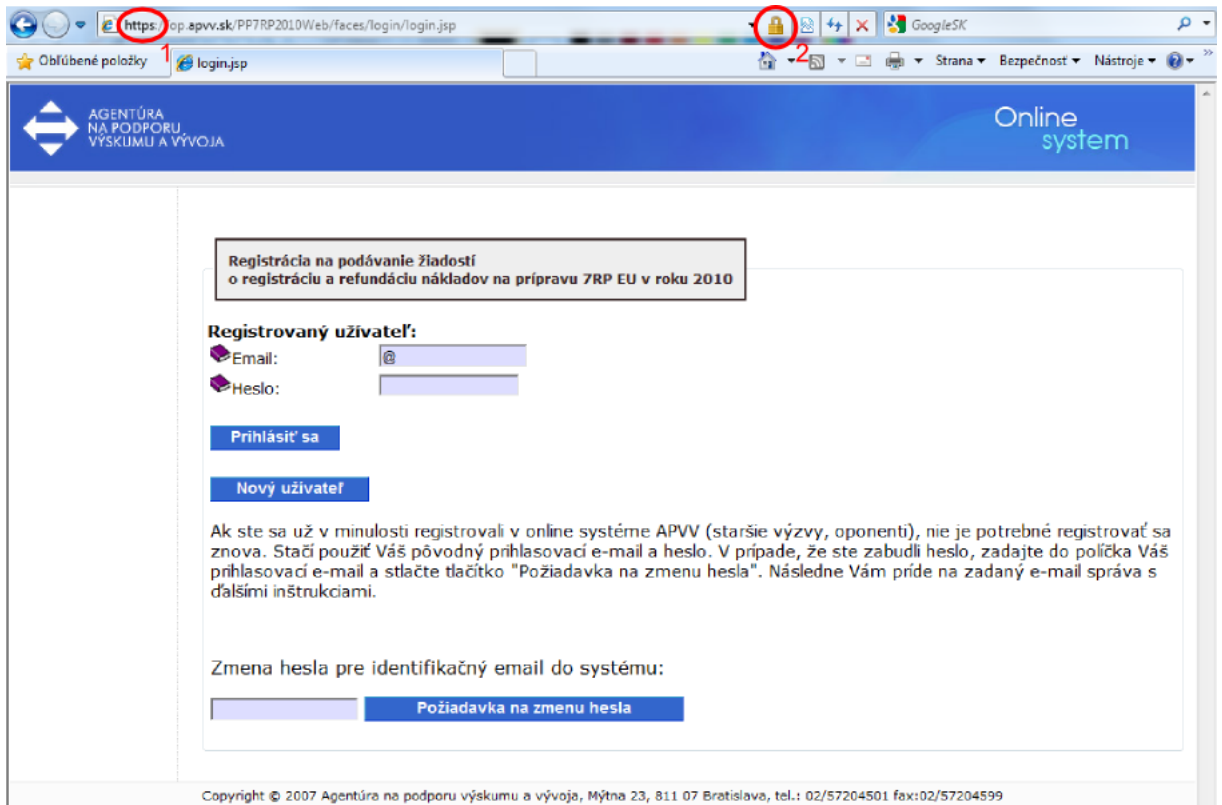 https://op.apvv.sk/PP7RP2010Web/faces/login/login.jsp
GoogleSK
1
2
Obľúbené položky
login.jsp
Strana
Bezpečnosť
Nástroje
AGENTÚRA
NA PODPORU
VÝSKUMU A VÝVOJA
Online
system
Registrácia na podávanie žiadostí
o registráciu a refundáciu nákladov na prípravu 7RP EU v roku 2010
Registrovaný užívateľ:
Email:
@
Heslo:
Prihlásiť sa
Nový užívateľ
Ak ste sa už v minulosti registrovali v online systéme APVV (staršie výzvy, oponenti), nie je potrebné registrovať sa
znova. Stačí použiť Váš pôvodný prihlasovací e-mail a heslo. V prípade, že ste zabudli heslo, zadajte do políčka Váš
prihlasovací e-mail a stlačte tlačítko "Požiadavka na zmenu hesla". Následne Vám príde na zadaný e-mail správa s
ďalšími inštrukciami.
Zmena hesla pre identifikačný email do systému:
Požiadavka na zmenu hesla
Copyright © 2007 Agentúra na podporu výskumu a vývoja, Mýtna 23, 811 07 Bratislava, tel.: 02/57204501 fax:02/57204599